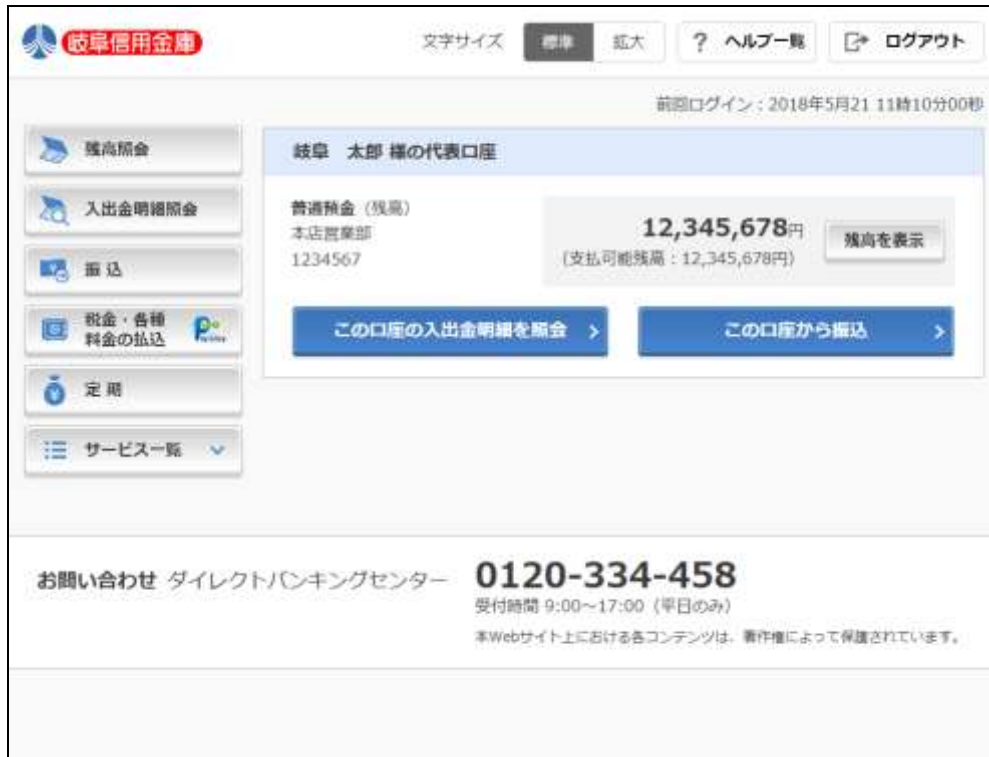 岐阜信用金庫
文字サイズ 標準 拡大 ? ヘルプ一覧 ログアウト
前回ログイン：2018年5月21 11時10分00秒
残高照会
入出金明細照会
振込
税金・各種
料金の払込
定期
サービス一覧
岐阜 太郎 様の代表口座
普通預金（残高）
本店営業部
1234567
12,345,678円
(支払可能残高：12,345,678円)
残高を表示
この口座の入出金明細を照会
この口座から振込
お問い合わせ ダイレクトバンキングセンター
0120-334-458
受付時間 9:00～17:00（平日のみ）
本Webサイト上における各コンテンツは、著作権によって保護されています。